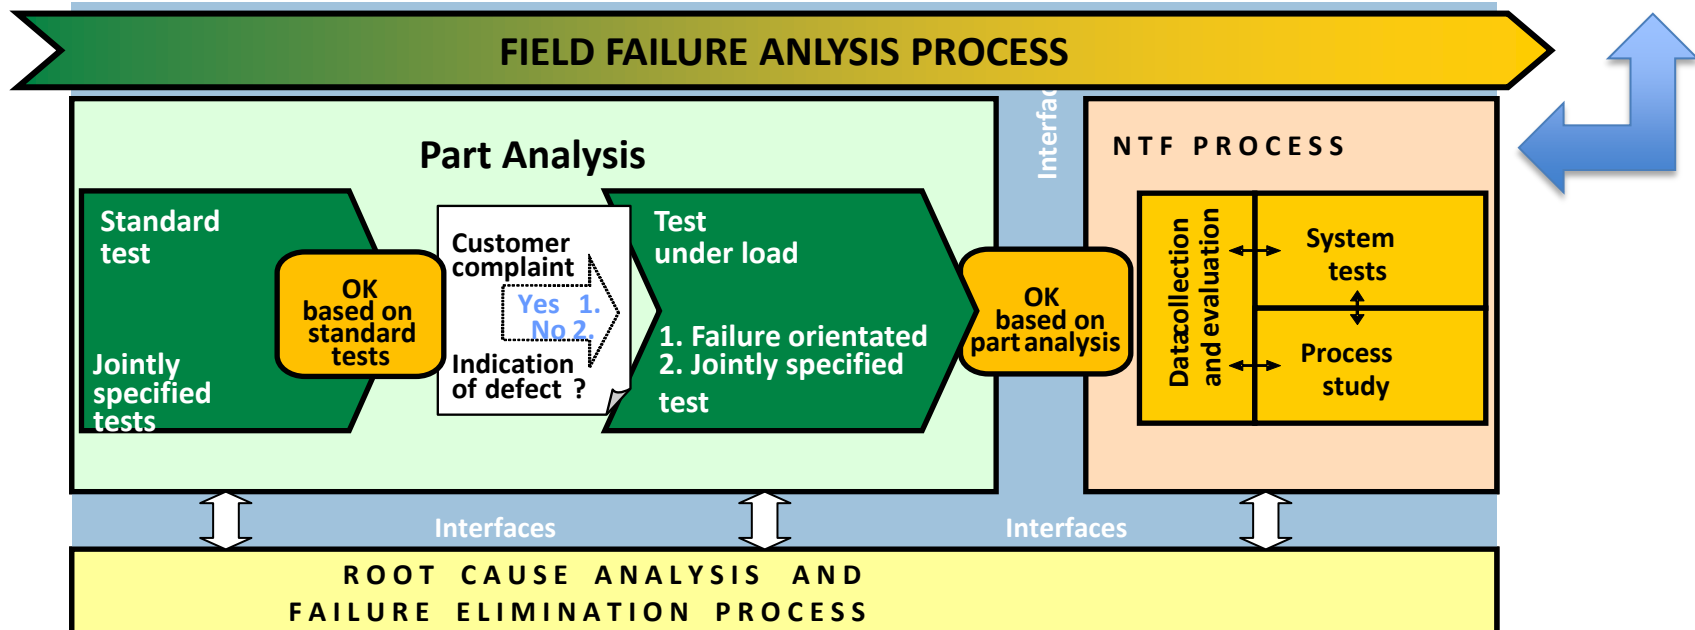 FIELD FAILURE ANLYSIS PROCESS
Part Analysis
Standard
test
Jointly
specified
tests
OK
based on
standard
tests
Customer
complaint
Yes 1.
No 2.
Indication
of defect ?
Test
under load
1. Failure orientated
2. Jointly specified
test
OK
based on
part analysis
Interfac
NTF PROCESS
Datacollection
and evaluation
System
tests
Process
study
Interfaces
Interfaces
ROOT CAUSE ANALYSIS AND
FAILURE ELIMINATION PROCESS